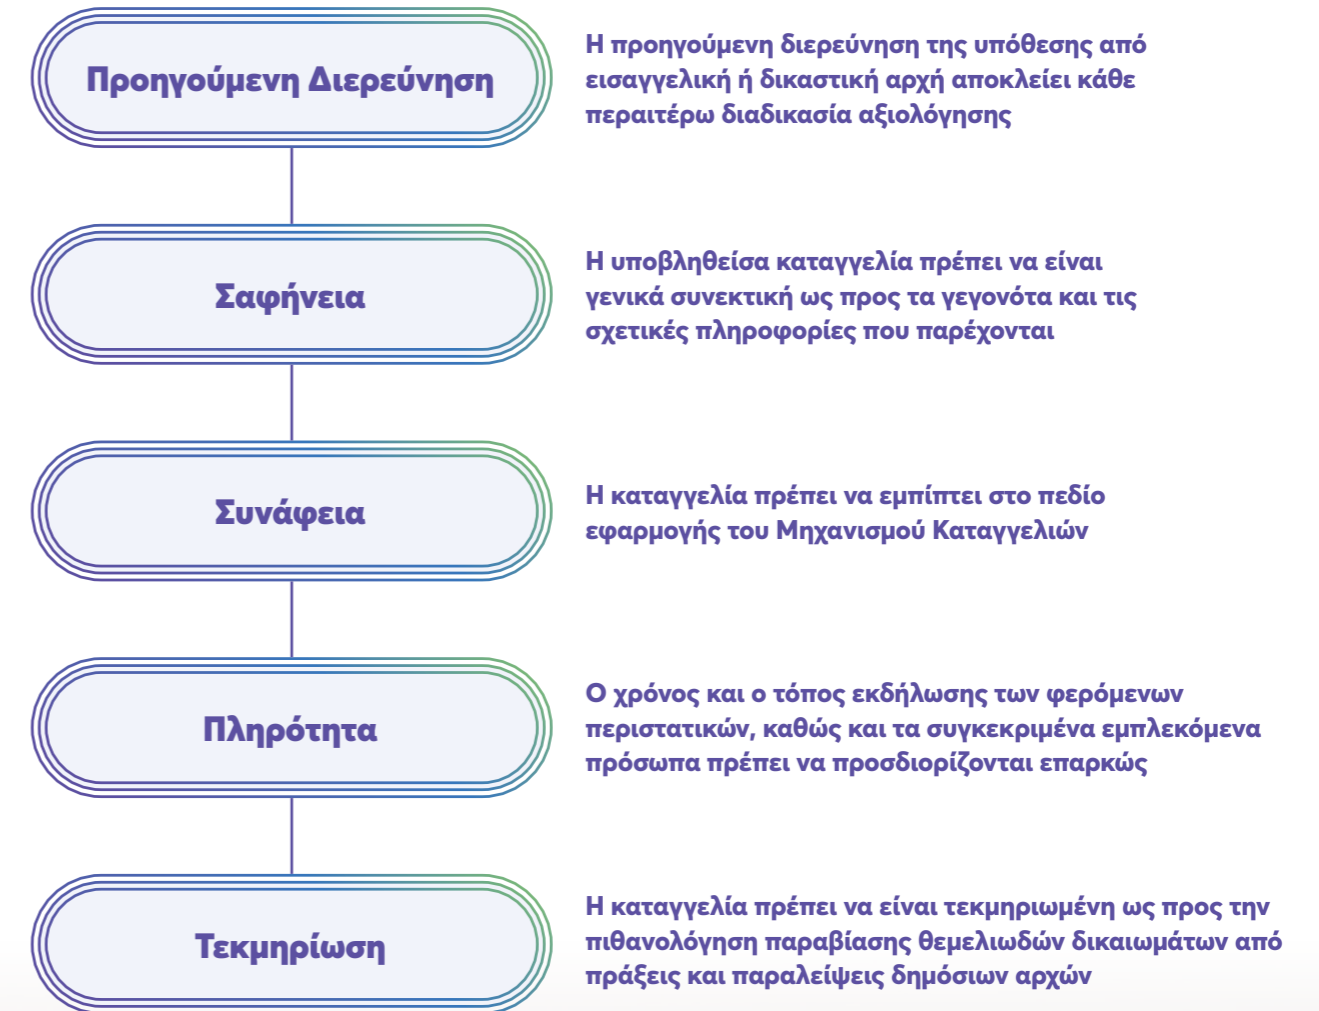 Προηγούμενη Διερεύνηση
Η προηγούμενη διερεύνηση της υπόθεσης από
εισαγγελική ή δικαστική αρχή αποκλείει κάθε
περαιτέρω διαδικασία αξιολόγησης
Σαφήνεια
Η υποβληθείσα καταγγελία πρέπει να είναι
γενικά συνεκτική ως προς τα γεγονότα και τις
σχετικές πληροφορίες που παρέχονται
Συνάφεια
Η καταγγελία πρέπει να εμπίπτει στο πεδίο
εφαρμογής του Μηχανισμού Καταγγελιών
Πληρότητα
Ο χρόνος και ο τόπος εκδήλωσης των φερόμενων
περιστατικών, καθώς και τα συγκεκριμένα εμπλεκόμενα
πρόσωπα πρέπει να προσδιορίζονται επαρκώς
Τεκμηρίωση
Η καταγγελία πρέπει να είναι τεκμηριωμένη ως προς την
πιθανολόγηση παραβίασης θεμελιωδών δικαιωμάτων από
πράξεις και παραλείψεις δημόσιων αρχών